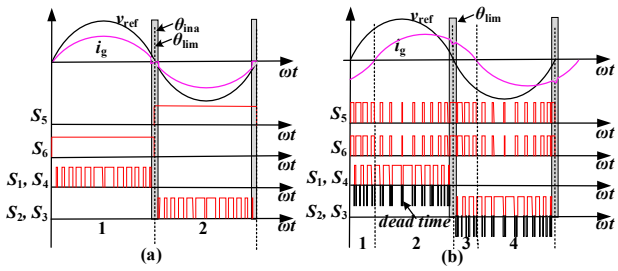 v_ref θ_ina
i_g θ_lim
ωt
S_5
ωt
S_6
ωt
S_1, S_4
ωt
S_2, S_3
ωt
1 2
(a)
v_ref θ_lim
i_g
ωt
S_5
ωt
S_6
ωt
S_1, S_4
ωt
S_2, S_3
dead time
ωt
1 2 3 4
(b)